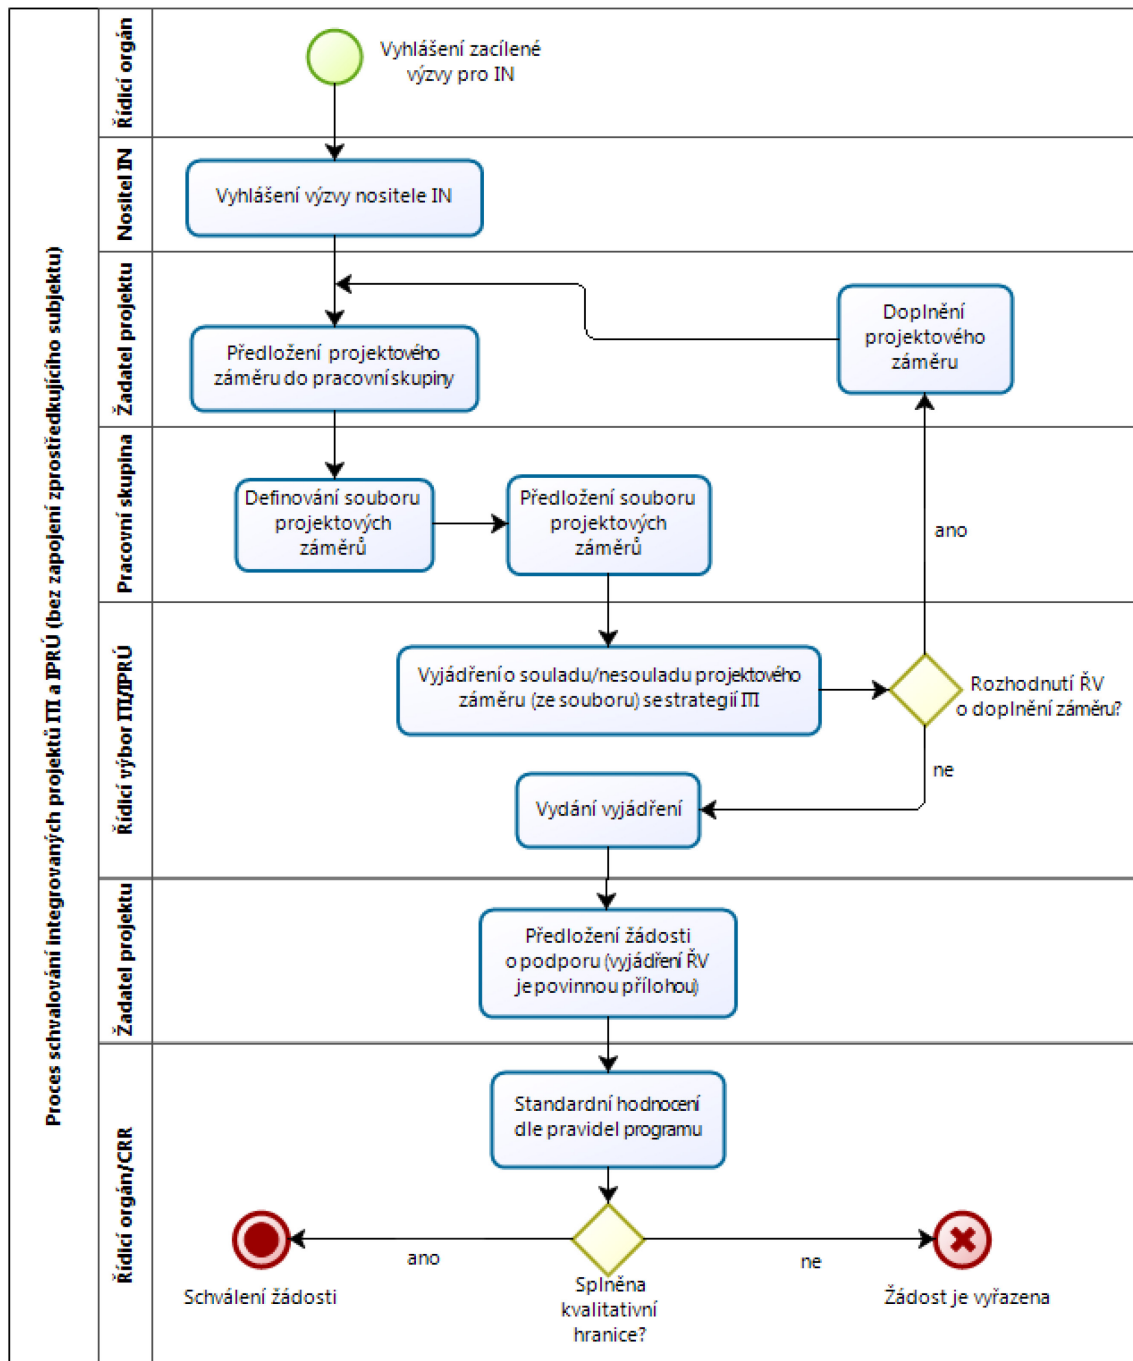 Proces schvalování integrovaných projektů ITI a IPRÚ (bez zapojení zprostředkujícího subjektu)
Řídicí orgán
Vyhlášení zacílené
výzvy pro IN
Nositel IN
Vyhlášení výzvy nositele IN
Žadatel projektu
Předložení projektového
záměru do pracovní skupiny
Doplnění
projektového
záměru
Pracovní skupina
Definování souboru
projektových
záměrů
Předložení souboru
projektových
záměrů
ano
Řídicí výbor ITI/IPRÚ
Vyjádření o souladu/nesouladu projektového
záměru (ze souboru) se strategií ITI
Rozhodnutí ŘV
o doplnění záměru?
ne
Vydání vyjádření
Žadatel projektu
Předložení žádosti
o podporu (vyjádření ŘV
je povinnou přílohou)
Řídicí orgán/CRR
Standardní hodnocení
dle pravidel programu
ano
ne
Schválení žádosti
Splněna
kvalitativní
hranice?
Žádost je vyřazena